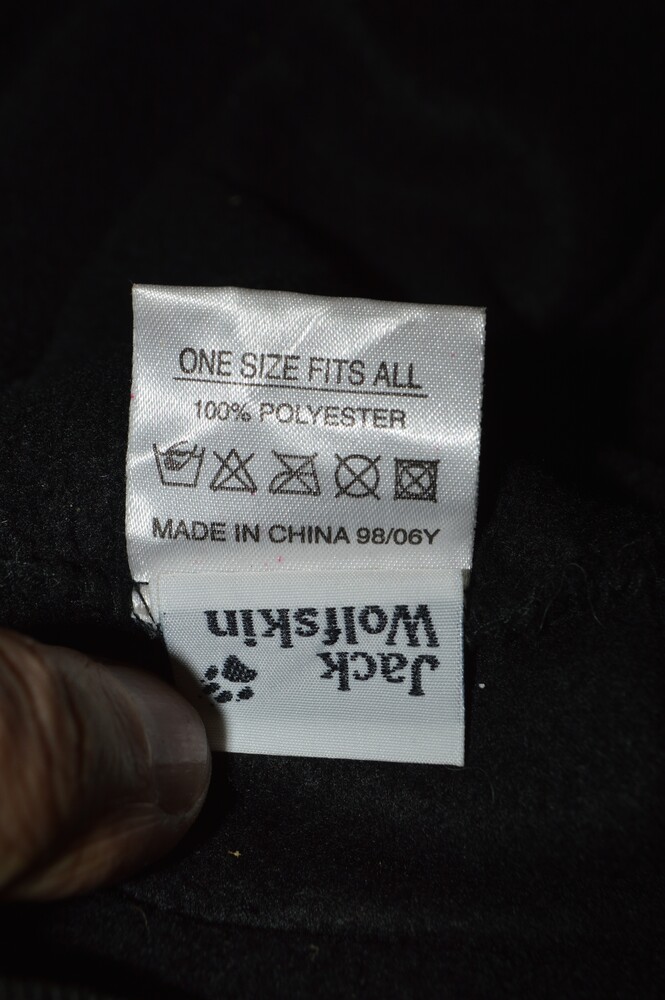 ONE SIZE FITS ALL
100% POLYESTER
MADE IN CHINA 98/06Y
Jack
Wolfskin